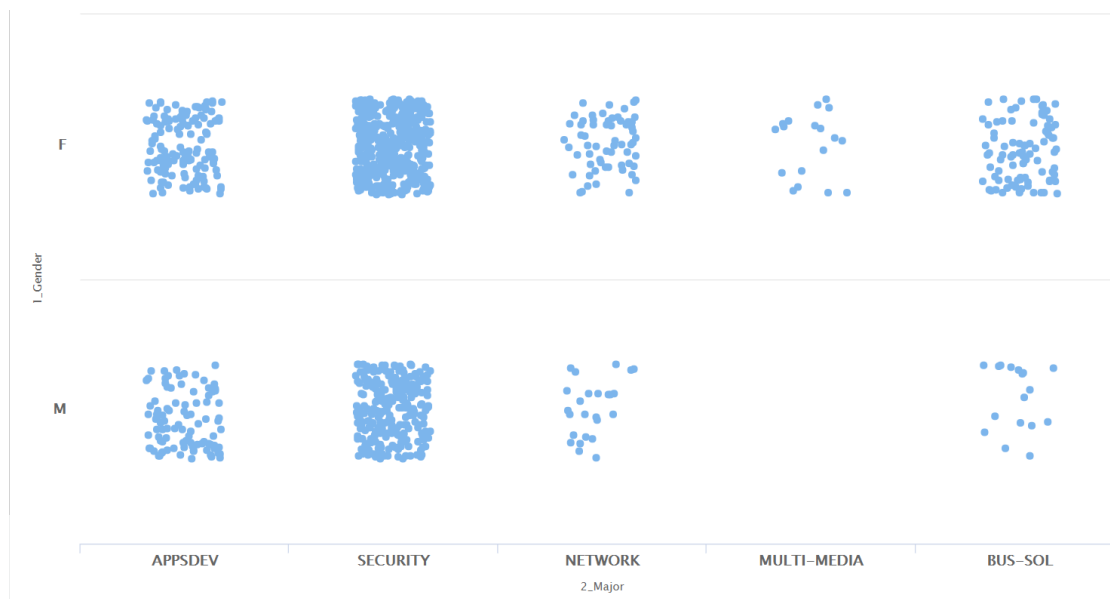 F
1_Gender
M
APPSDEV SECURITY NETWORK MULTI-MEDIA BUS-SOL
2_Major